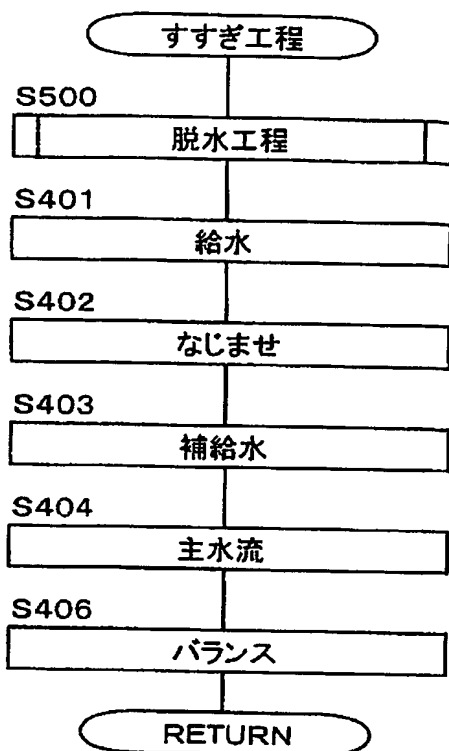 すすぎ工程
S500
脱水工程
S401
給水
S402
なじませ
S403
補給水
S404
主水流
S406
バランス
RETURN